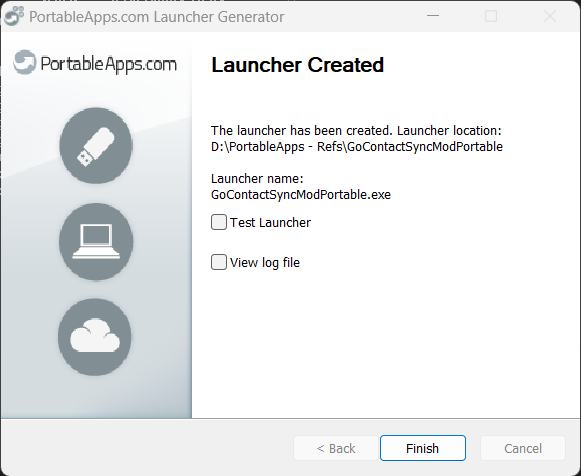 PortableApps.com Launcher Generator
PortableApps.com
Launcher Created
The launcher has been created. Launcher location:
D:\PortableApps - Refs\GoContactSyncModPortable
Launcher name:
GoContactSyncModPortable.exe
Test Launcher
View log file
< Back
Finish
Cancel